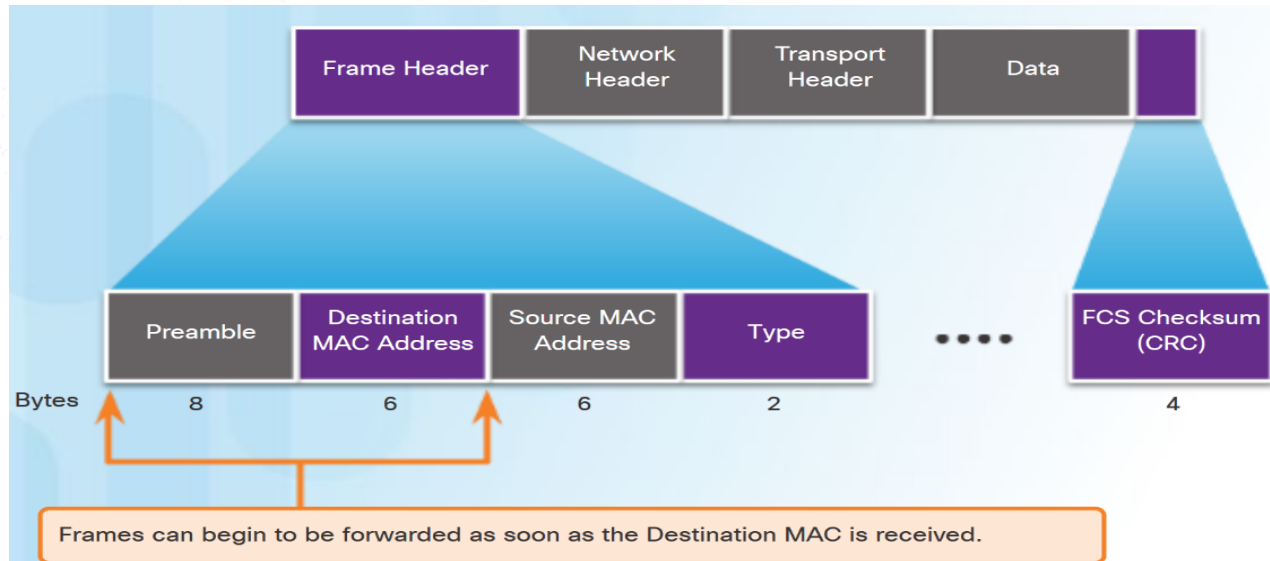 Frame Header
Network
Header
Transport
Header
Data
Preamble
Destination
MAC Address
Source MAC
Address
Type
FCS Checksum
(CRC)
Bytes
8
6
6
2
4
Frames can begin to be forwarded as soon as the Destination MAC is received.